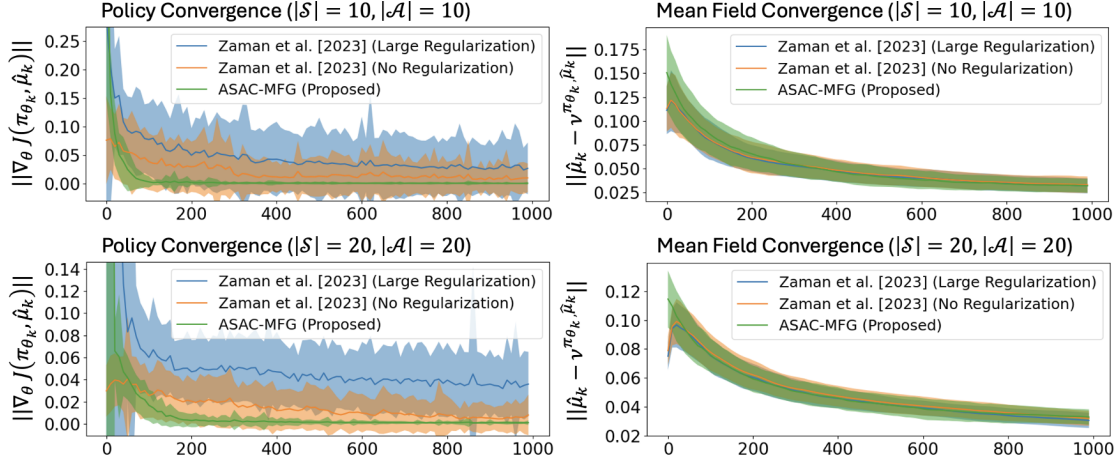 Policy Convergence (|𝒮| = 10, |𝒜| = 10)
||∇θ J(πθk, μ̂k)||
0.25
0.20
0.15
0.10
0.05
0.00
Zaman et al. [2023] (Large Regularization)
Zaman et al. [2023] (No Regularization)
ASAC-MFG (Proposed)
0 200 400 600 800 1000
Mean Field Convergence (|𝒮| = 10, |𝒜| = 10)
||μ̂k − ν^πθk,μ̂k||
0.175
0.150
0.125
0.100
0.075
0.050
0.025
Zaman et al. [2023] (Large Regularization)
Zaman et al. [2023] (No Regularization)
ASAC-MFG (Proposed)
0 200 400 600 800 1000
Policy Convergence (|𝒮| = 20, |𝒜| = 20)
||∇θ J(πθk, μ̂k)||
0.14
0.12
0.10
0.08
0.06
0.04
0.02
0.00
Zaman et al. [2023] (Large Regularization)
Zaman et al. [2023] (No Regularization)
ASAC-MFG (Proposed)
0 200 400 600 800 1000
Mean Field Convergence (|𝒮| = 20, |𝒜| = 20)
||μ̂k − ν^πθk,μ̂k||
0.12
0.10
0.08
0.06
0.04
0.02
Zaman et al. [2023] (Large Regularization)
Zaman et al. [2023] (No Regularization)
ASAC-MFG (Proposed)
0 200 400 600 800 1000